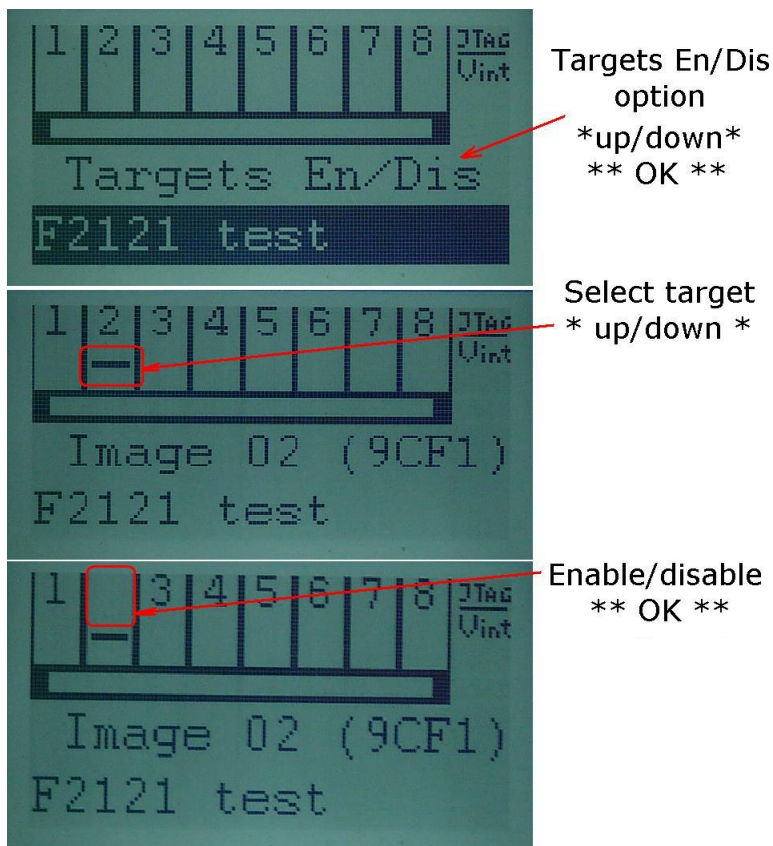 1 2 3 4 5 6 7 8 JTAG
Vint
Targets En/Dis
F2121 test
Targets En/Dis
option
*up/down*
** OK **
1 2 3 4 5 6 7 8 JTAG
Vint
Image 02 (9CF1)
F2121 test
Select target
* up/down *
1 3 4 5 6 7 8 JTAG
Vint
Image 02 (9CF1)
F2121 test
Enable/disable
** OK **